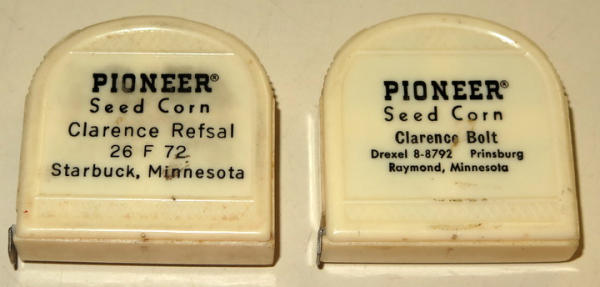 PIONEER®
Seed Corn
Clarence Refsal
26 F 72
Starbuck, Minnesota
PIONEER®
Seed Corn
Clarence Bolt
Drexel 8-8792 Prinsburg
Raymond, Minnesota